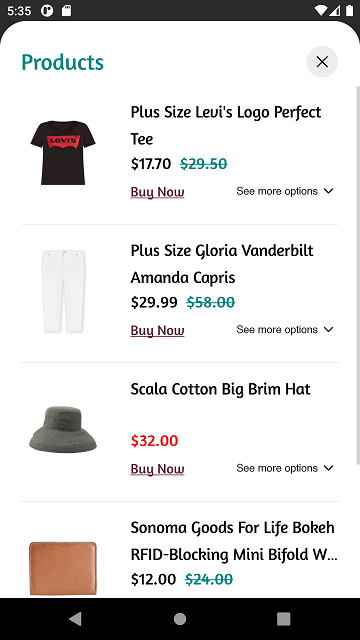 5:35
Products
Plus Size Levi's Logo Perfect
Tee
$17.70 $29.50
Buy Now See more options
Levi's
Plus Size Gloria Vanderbilt
Amanda Capris
$29.99 $58.00
Buy Now See more options
Scala Cotton Big Brim Hat
$32.00
Buy Now See more options
Sonoma Goods For Life Bokeh
RFID-Blocking Mini Bifold W...
$12.00 $24.00